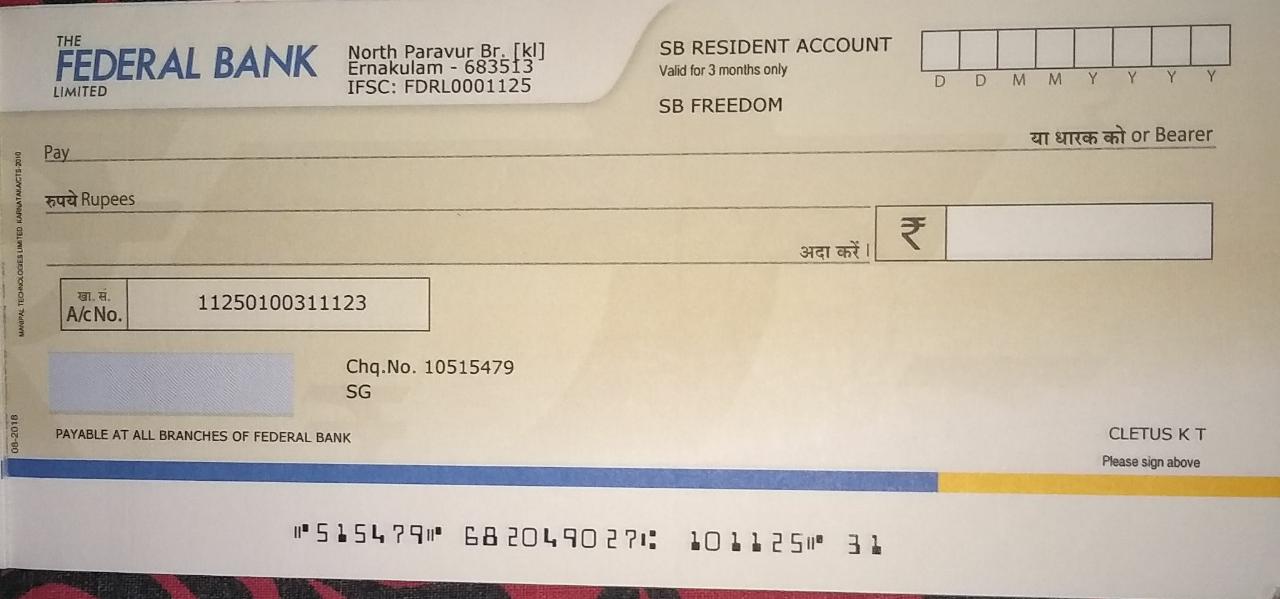 THE
FEDERAL BANK
LIMITED
North Paravur Br. [kl]
Ernakulam - 683513
IFSC: FDRL0001125
SB RESIDENT ACCOUNT
Valid for 3 months only
SB FREEDOM
D D M M Y Y Y Y
Pay
या धारक को or Bearer
रुपये Rupees
अदा करें।
₹
खा. सं.
A/c No.
11250100311123
Chq.No. 10515479
SG
PAYABLE AT ALL BRANCHES OF FEDERAL BANK
CLETUS K T
Please sign above
MANIPAL TECHNOLOGIES LIMITED KARNATAKA/CTS-2010
08-2018
⑈515479⑈ 682049027⑆ 101125⑈ 31